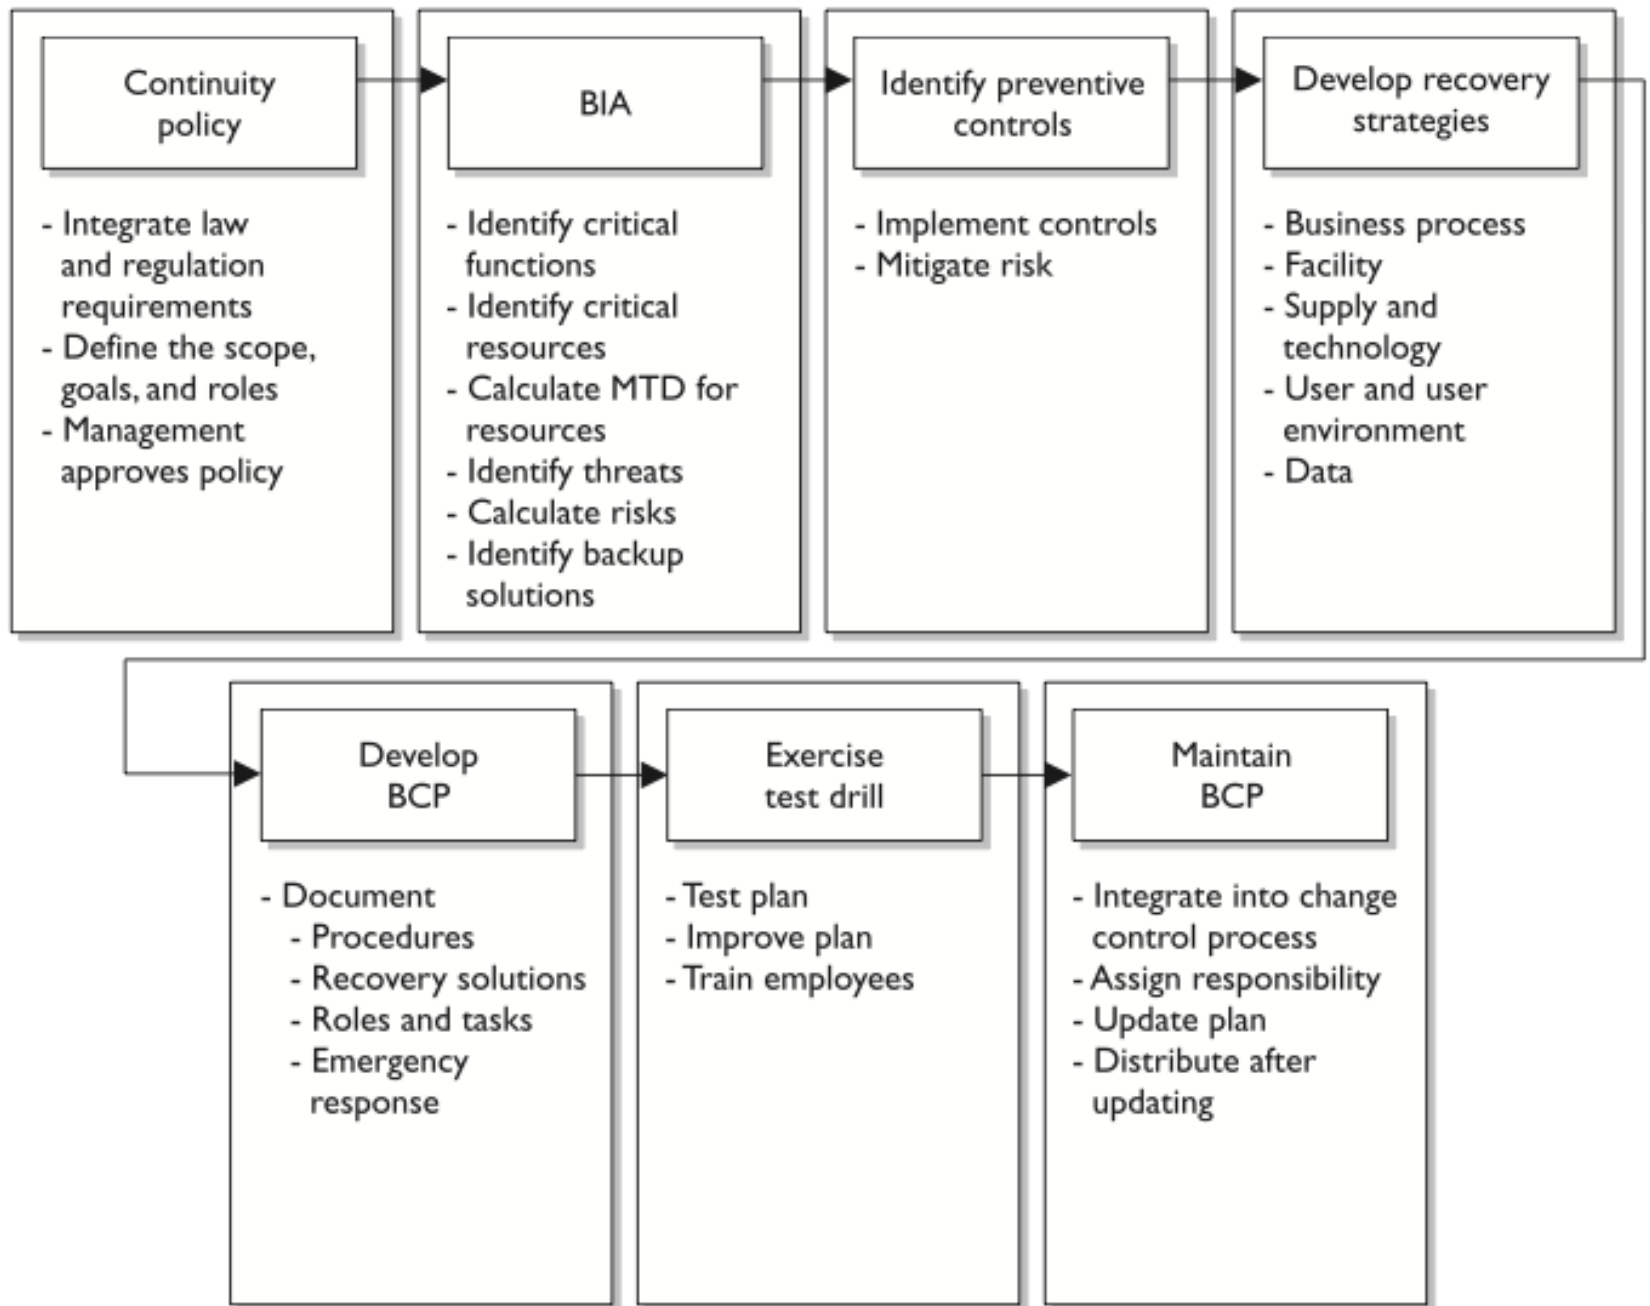 Continuity
policy
- Integrate law
and regulation
requirements
- Define the scope,
goals, and roles
- Management
approves policy
BIA
- Identify critical
functions
- Identify critical
resources
- Calculate MTD for
resources
- Identify threats
- Calculate risks
- Identify backup
solutions
Identify preventive
controls
- Implement controls
- Mitigate risk
Develop recovery
strategies
- Business process
- Facility
- Supply and
technology
- User and user
environment
- Data
Develop
BCP
- Document
- Procedures
- Recovery solutions
- Roles and tasks
- Emergency
response
Exercise
test drill
- Test plan
- Improve plan
- Train employees
Maintain
BCP
- Integrate into change
control process
- Assign responsibility
- Update plan
- Distribute after
updating